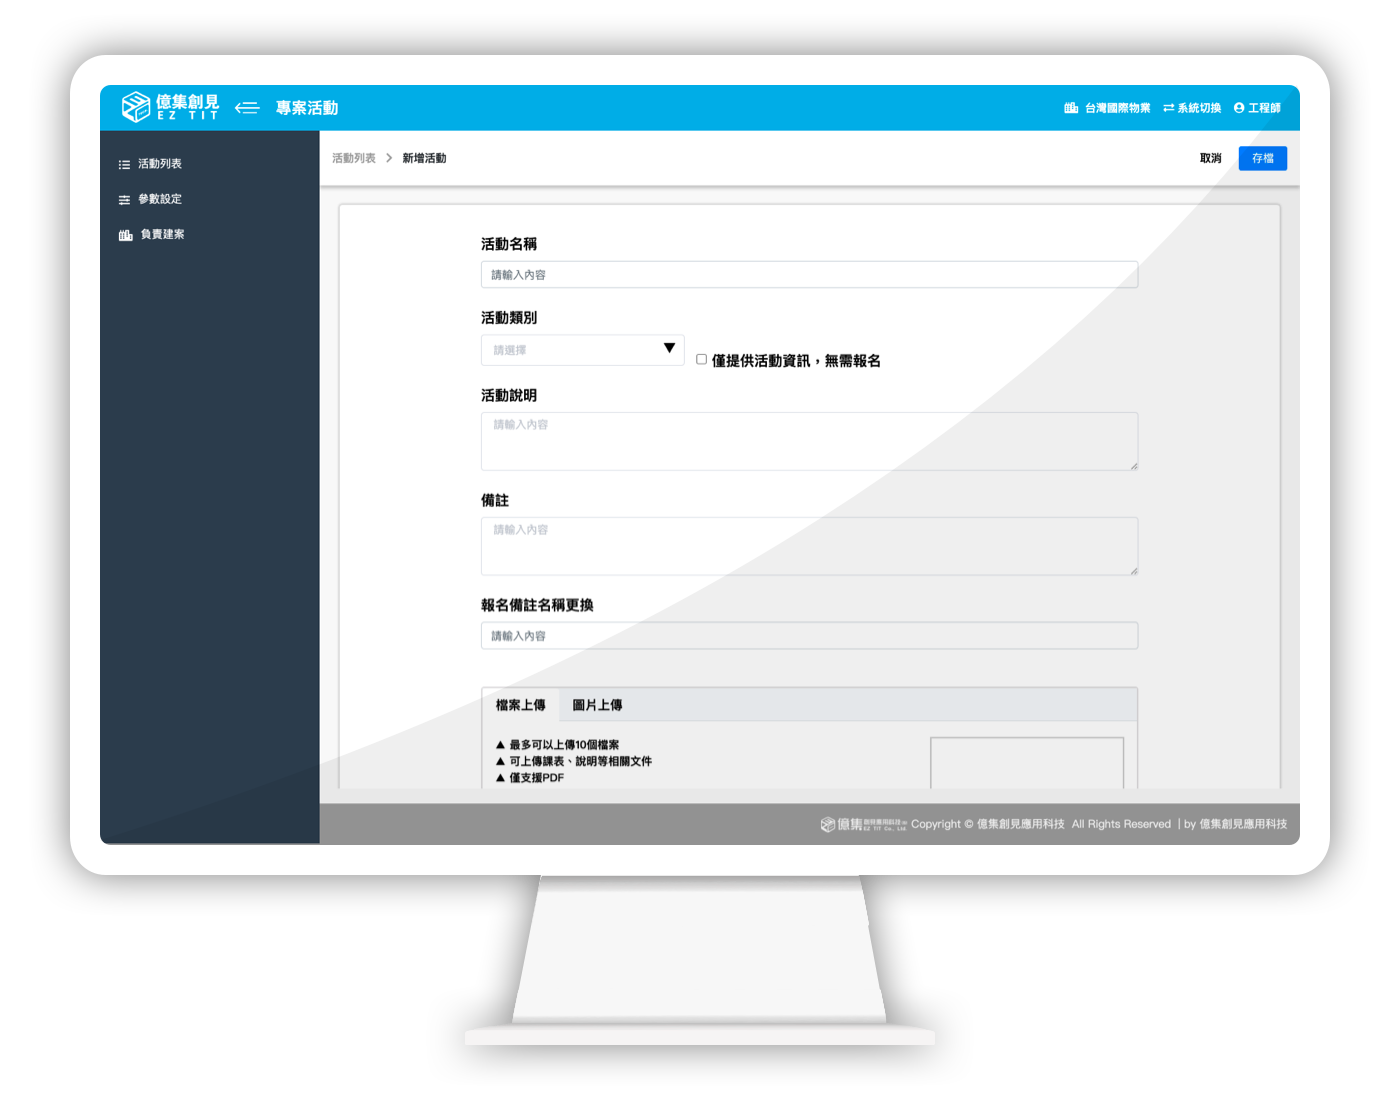 億集創見
EZ TIT
專案活動
台灣國際物業 系統切換 工程師
活動列表
參數設定
負責建案
活動列表 > 新增活動
取消 存檔
活動名稱
請輸入內容
活動類別
請選擇 ▼
僅提供活動資訊，無需報名
活動說明
請輸入內容
備註
請輸入內容
報名備註名稱更換
請輸入內容
檔案上傳 圖片上傳
▲ 最多可以上傳10個檔案
▲ 可上傳課表、說明等相關文件
▲ 僅支援PDF
億集 Copyright © 億集創見應用科技 All Rights Reserved | by 億集創見應用科技